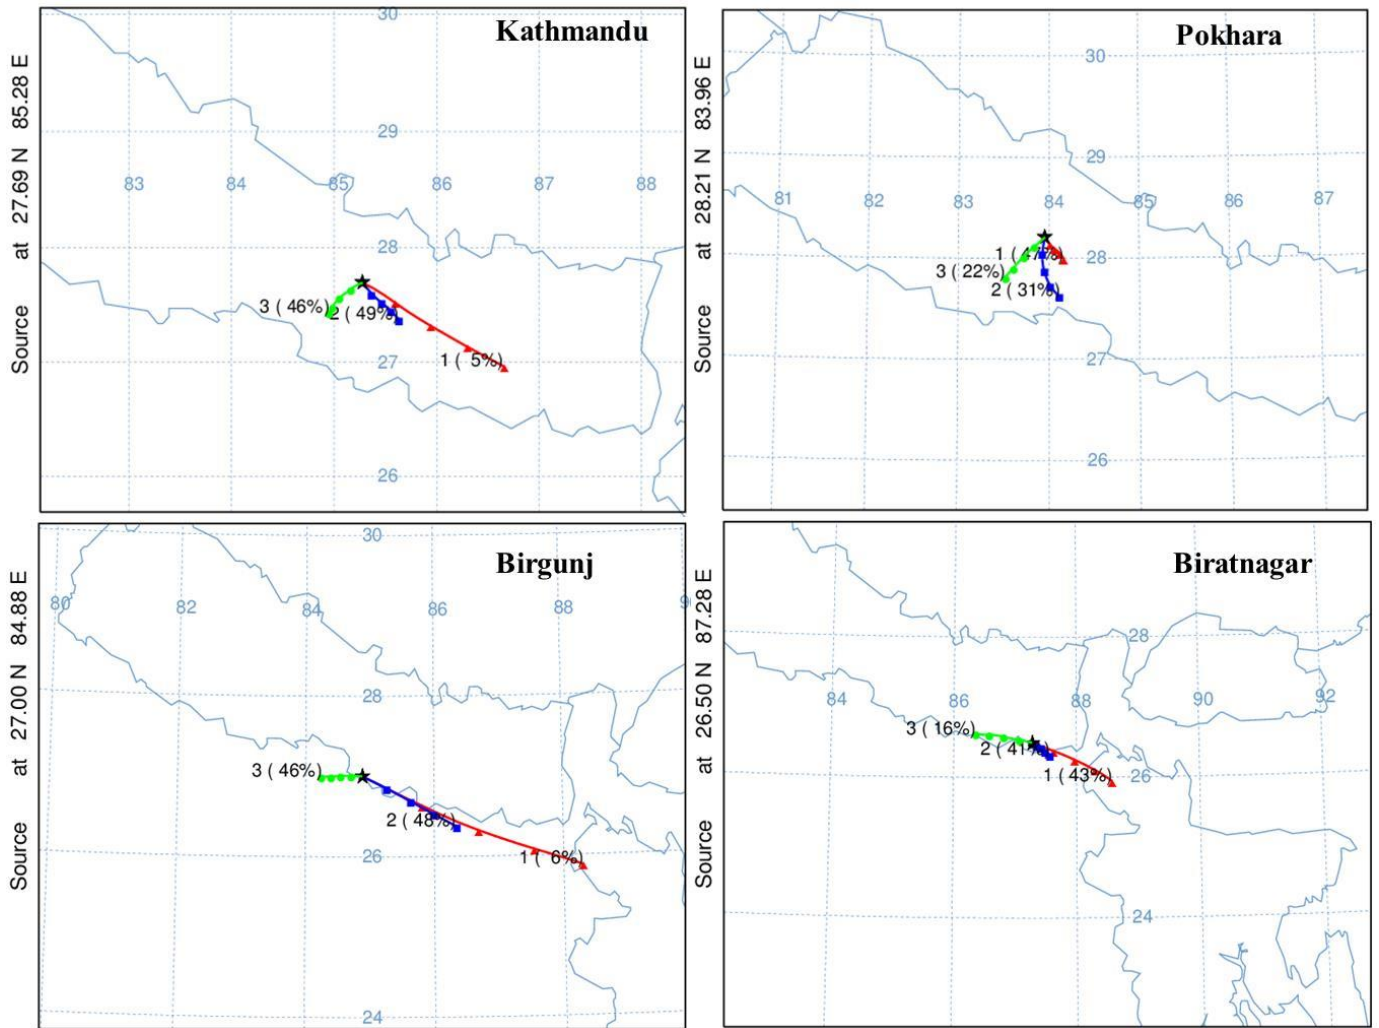 Kathmandu
Source at 27.69 N 85.28 E
30
29
83 84 85 86 87 88
28
3 ( 46%) 2 ( 49%)
27
1 ( 5%)
26
Pokhara
Source at 28.21 N 83.96 E
30
29
81 82 83 84 85 86 87
28
1 ( 47%)
3 ( 22%)
2 ( 31%)
27
26
Birgunj
Source at 27.00 N 84.88 E
30
80 82 84 86 88 9
28
3 ( 46%)
2 ( 48%)
1 ( 6%)
26
24
Biratnagar
Source at 26.50 N 87.28 E
28
84 86 88 90 92
3 ( 16%)
2 ( 41%)
1 ( 43%)
26
24